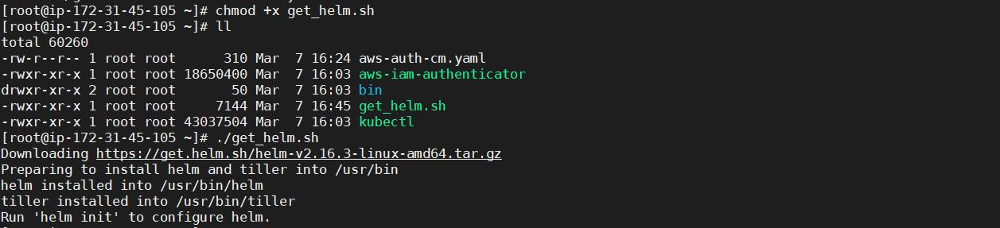 [root@ip-172-31-45-105 ~]# chmod +x get_helm.sh
[root@ip-172-31-45-105 ~]# ll
total 60260
-rw-r--r-- 1 root root      310 Mar  7 16:24 aws-auth-cm.yaml
-rwxr-xr-x 1 root root 18650400 Mar  7 16:03 aws-iam-authenticator
drwxr-xr-x 2 root root       50 Mar  7 16:03 bin
-rwxr-xr-x 1 root root     7144 Mar  7 16:45 get_helm.sh
-rwxr-xr-x 1 root root 43037504 Mar  7 16:03 kubectl
[root@ip-172-31-45-105 ~]# ./get_helm.sh
Downloading https://get.helm.sh/helm-v2.16.3-linux-amd64.tar.gz
Preparing to install helm and tiller into /usr/bin
helm installed into /usr/bin/helm
tiller installed into /usr/bin/tiller
Run 'helm init' to configure helm.